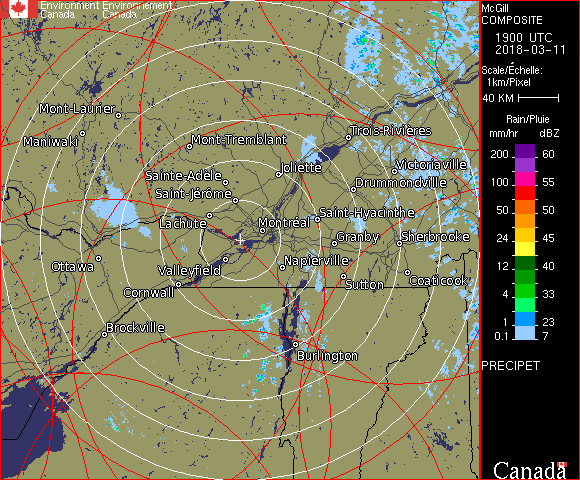 Environment Environnement
Canada Canada
McGill
COMPOSITE
1900 UTC
2018-03-11
Scale/Échelle:
1km/Pixel
40 KM
Rain/Pluie
mm/hr dBZ
200 60
100 55
50 50
24 45
12 40
4 33
1 23
0.1 7
PRECIPET
Canada
Mont-Laurier
Maniwaki
Mont-Tremblant
Trois-Rivières
Sainte-Adèle
Joliette
Victoriaville
Saint-Jérôme
Drummondville
Lachute
Montréal
Saint-Hyacinthe
Granby
Sherbrooke
Ottawa
Valleyfield
Napierville
Cornwall
Sutton
Coaticook
Brockville
Burlington